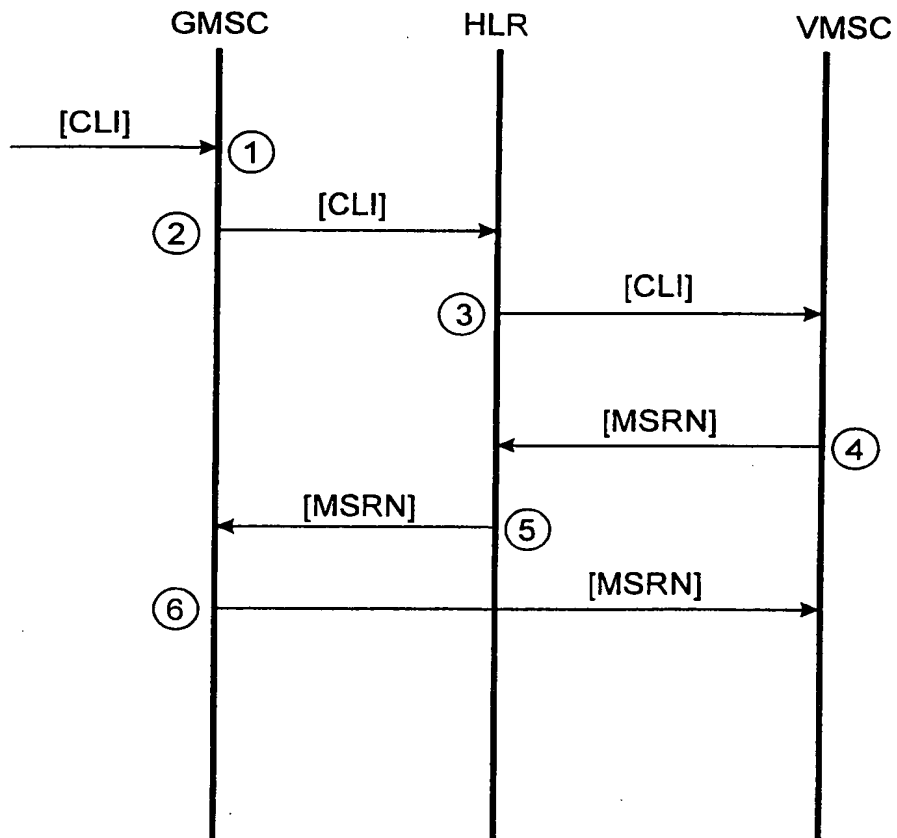 GMSC HLR VMSC
[CLI]
1
[CLI]
2
[CLI]
3
[MSRN]
4
[MSRN]
5
[MSRN]
6